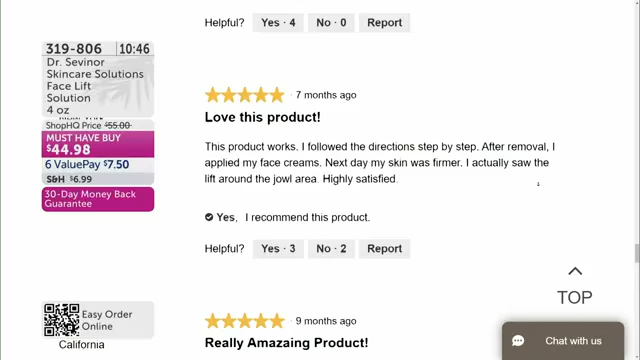 Helpful?
Yes · 4
No · 0
Report
319-806
10:46
Dr. Sevinor
Skincare Solutions
Face Lift
Solution
4 oz
ShopHQ Price $55.00
MUST HAVE BUY
$44.98
6 ValuePay $7.50
S&H $6.99
30-Day Money Back
Guarantee
· 7 months ago
Love this product!
This product works. I followed the directions step by step. After removal, I
applied my face creams. Next day my skin was firmer. I actually saw the
lift around the jowl area. Highly satisfied.
Yes, I recommend this product.
Helpful?
Yes · 3
No · 2
Report
TOP
Easy Order
Online
California
· 9 months ago
Really Amazaing Product!
Chat with us